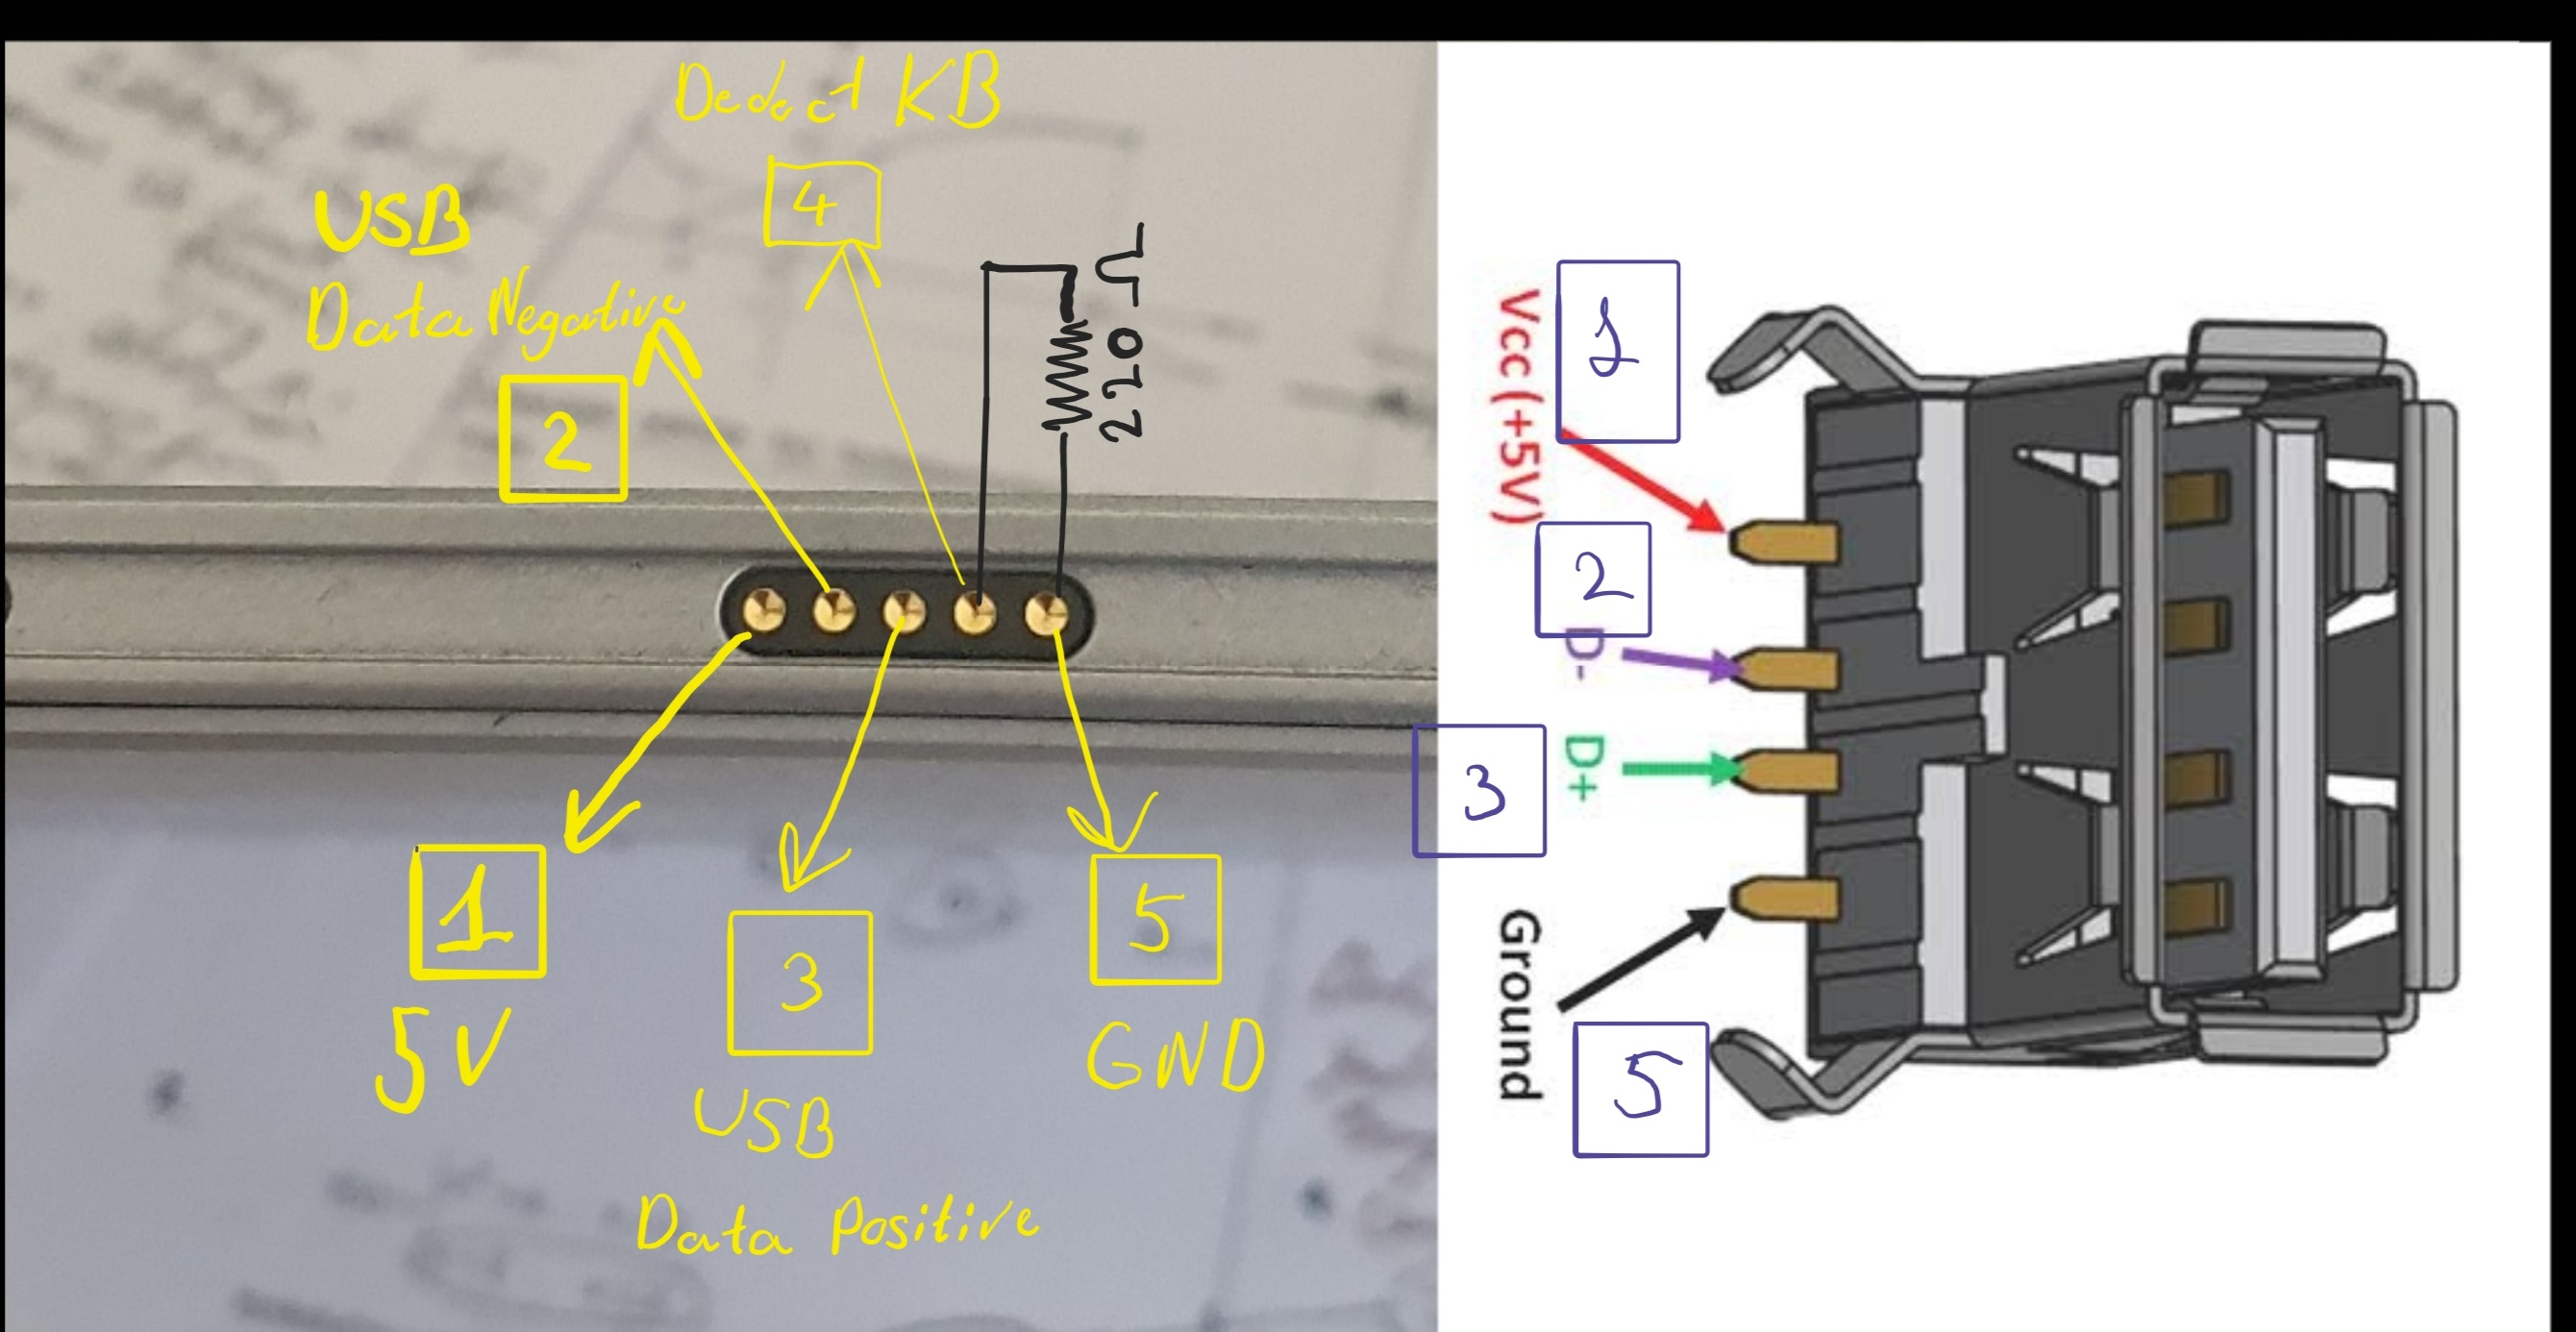 Dedect KB
4
USB
Data Negative
2
220 Ω
1
5V
3
USB
Data Positive
5
GND
1
Vcc (+5V)
2
D-
D+
3
Ground
5